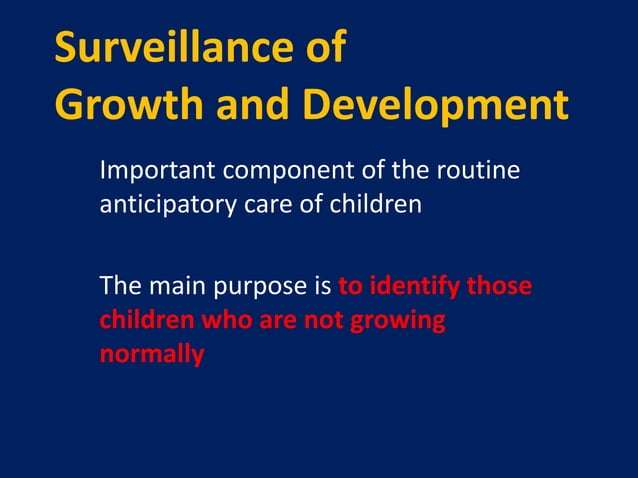 Surveillance of
Growth and Development
Important component of the routine
anticipatory care of children
The main purpose is to identify those
children who are not growing
normally